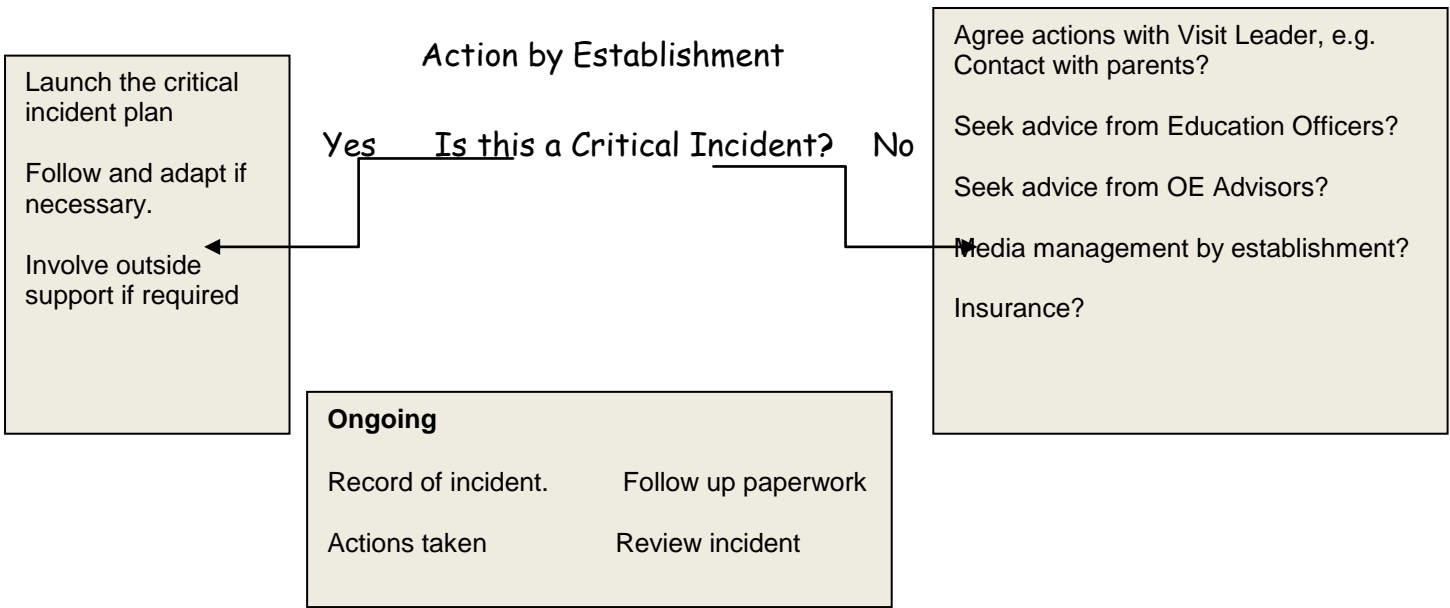 Action by Establishment
Yes Is this a Critical Incident? No
Launch the critical
incident plan
Follow and adapt if
necessary.
Involve outside
support if required
Agree actions with Visit Leader, e.g.
Contact with parents?
Seek advice from Education Officers?
Seek advice from OE Advisors?
Media management by establishment?
Insurance?
Ongoing
Record of incident. Follow up paperwork
Actions taken Review incident